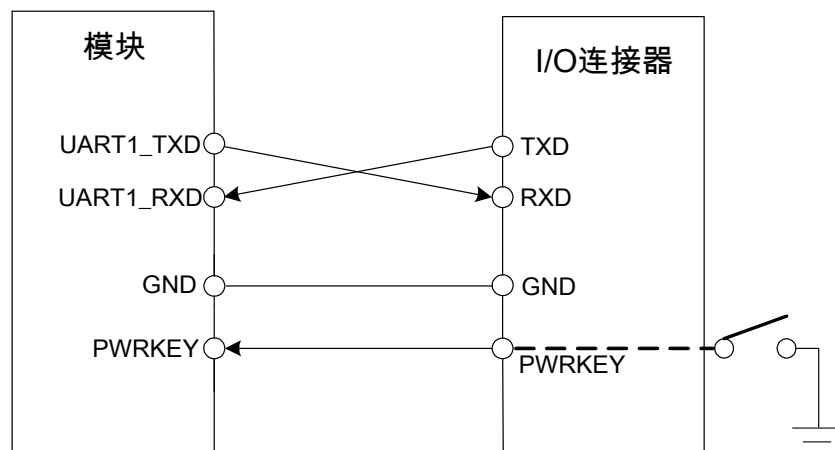 模块
I/O连接器
UART1_TXD
TXD
UART1_RXD
RXD
GND
GND
PWRKEY
PWRKEY